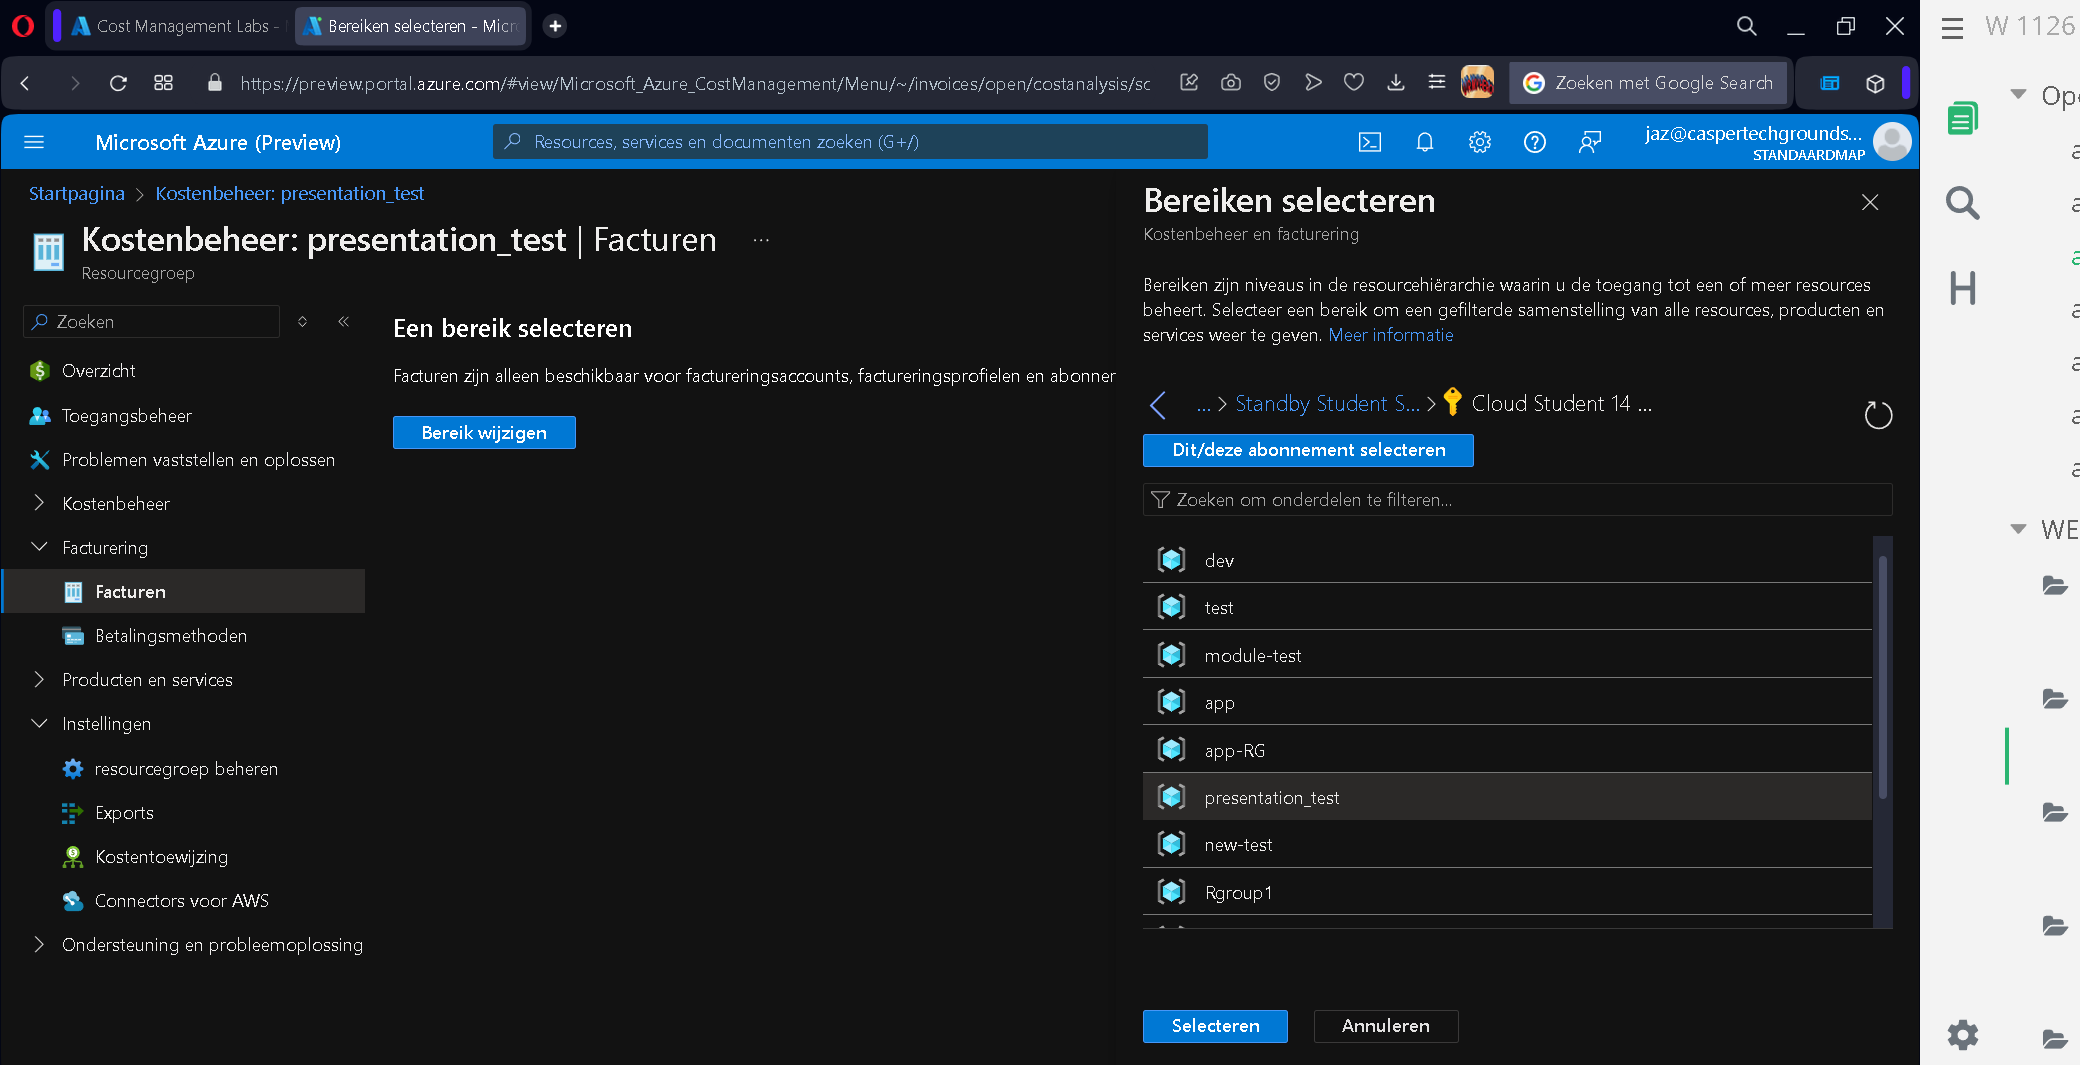 Cost Management Labs -
Bereiken selecteren - Micr
https://preview.portal.azure.com/#view/Microsoft_Azure_CostManagement/Menu/~/invoices/open/costanalysis/sc
Zoeken met Google Search
W 1126
Microsoft Azure (Preview)
Resources, services en documenten zoeken (G+/)
jaz@caspertechgrounds...
STANDAARDMAP
Startpagina > Kostenbeheer: presentation_test
Kostenbeheer: presentation_test | Facturen ...
Resourcegroep
Zoeken
Overzicht
Toegangsbeheer
Problemen vaststellen en oplossen
Kostenbeheer
Facturering
Facturen
Betalingsmethoden
Producten en services
Instellingen
resourcegroep beheren
Exports
Kostentoewijzing
Connectors voor AWS
Ondersteuning en probleemoplossing
Een bereik selecteren
Facturen zijn alleen beschikbaar voor factureringsaccounts, factureringsprofielen en abonner
Bereik wijzigen
Bereiken selecteren
Kostenbeheer en facturering
Bereiken zijn niveaus in de resourcehiërarchie waarin u de toegang tot een of meer resources
beheert. Selecteer een bereik om een gefilterde samenstelling van alle resources, producten en
services weer te geven. Meer informatie
... > Standby Student S... > Cloud Student 14 ...
Dit/deze abonnement selecteren
Zoeken om onderdelen te filteren...
dev
test
module-test
app
app-RG
presentation_test
new-test
Rgroup1
Selecteren
Annuleren
H
Ope
WE